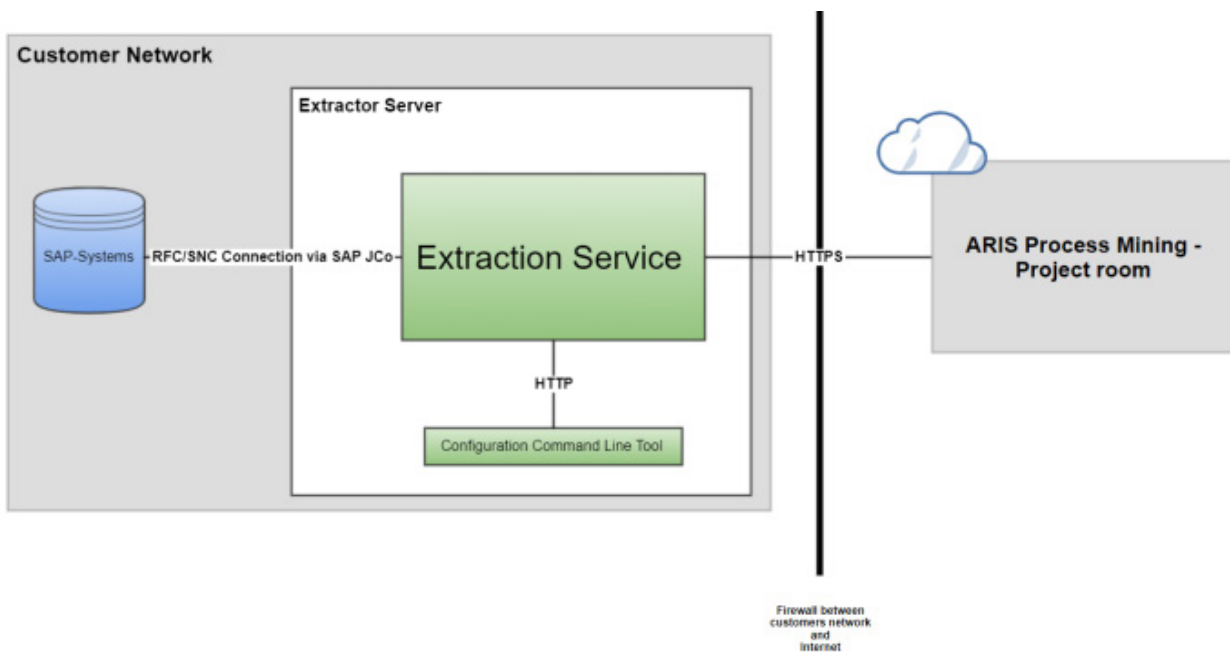 Customer Network
Extractor Server
SAP-Systems
RFC/SNC Connection via SAP JCo
Extraction Service
HTTPS
ARIS Process Mining -
Project room
HTTP
Configuration Command Line Tool
Firewall between
customers network
and
Internet